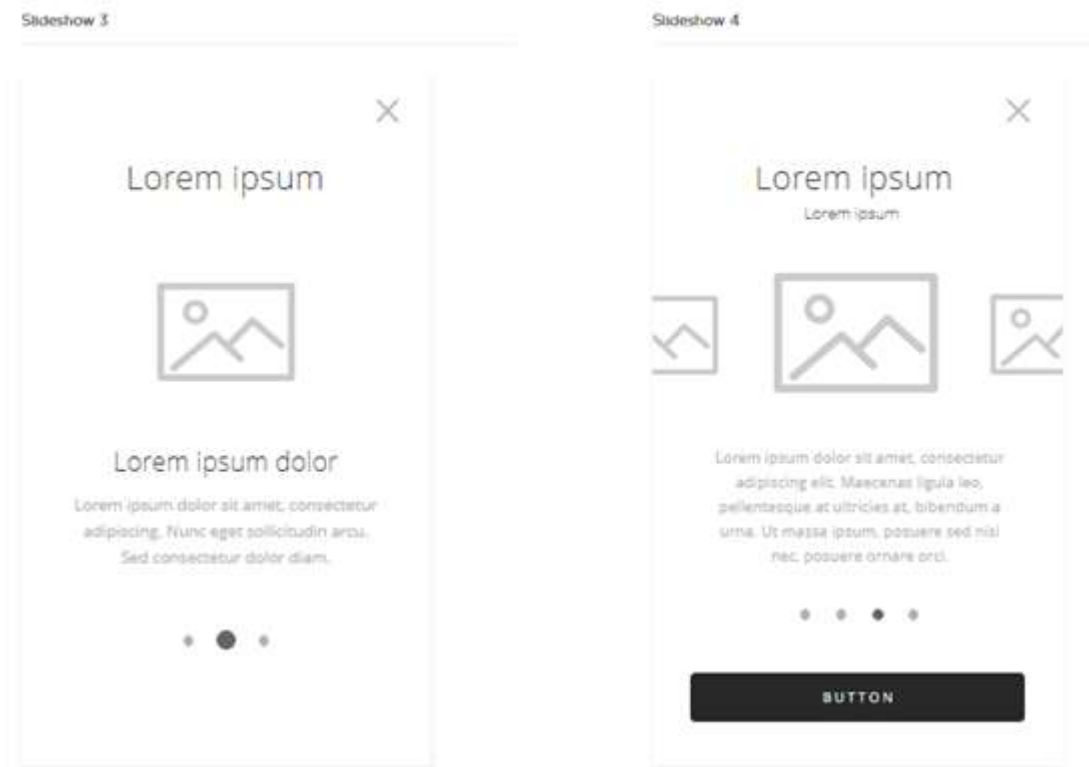 Slideshow 3
Lorem ipsum
Lorem ipsum dolor
Lorem ipsum dolor sit amet, consectetur
adipiscing. Nunc eget sollicitudin arcu.
Sed consectetur dolor diam.
Slideshow 4
Lorem ipsum
Lorem ipsum
Lorem ipsum dolor sit amet, consectetur
adipiscing elit. Maecenas ligula leo,
pellentesque at ultricies at, bibendum a
urna. Ut massa ipsum, posuere sed nisl
nec, posuere ornare orci.
BUTTON